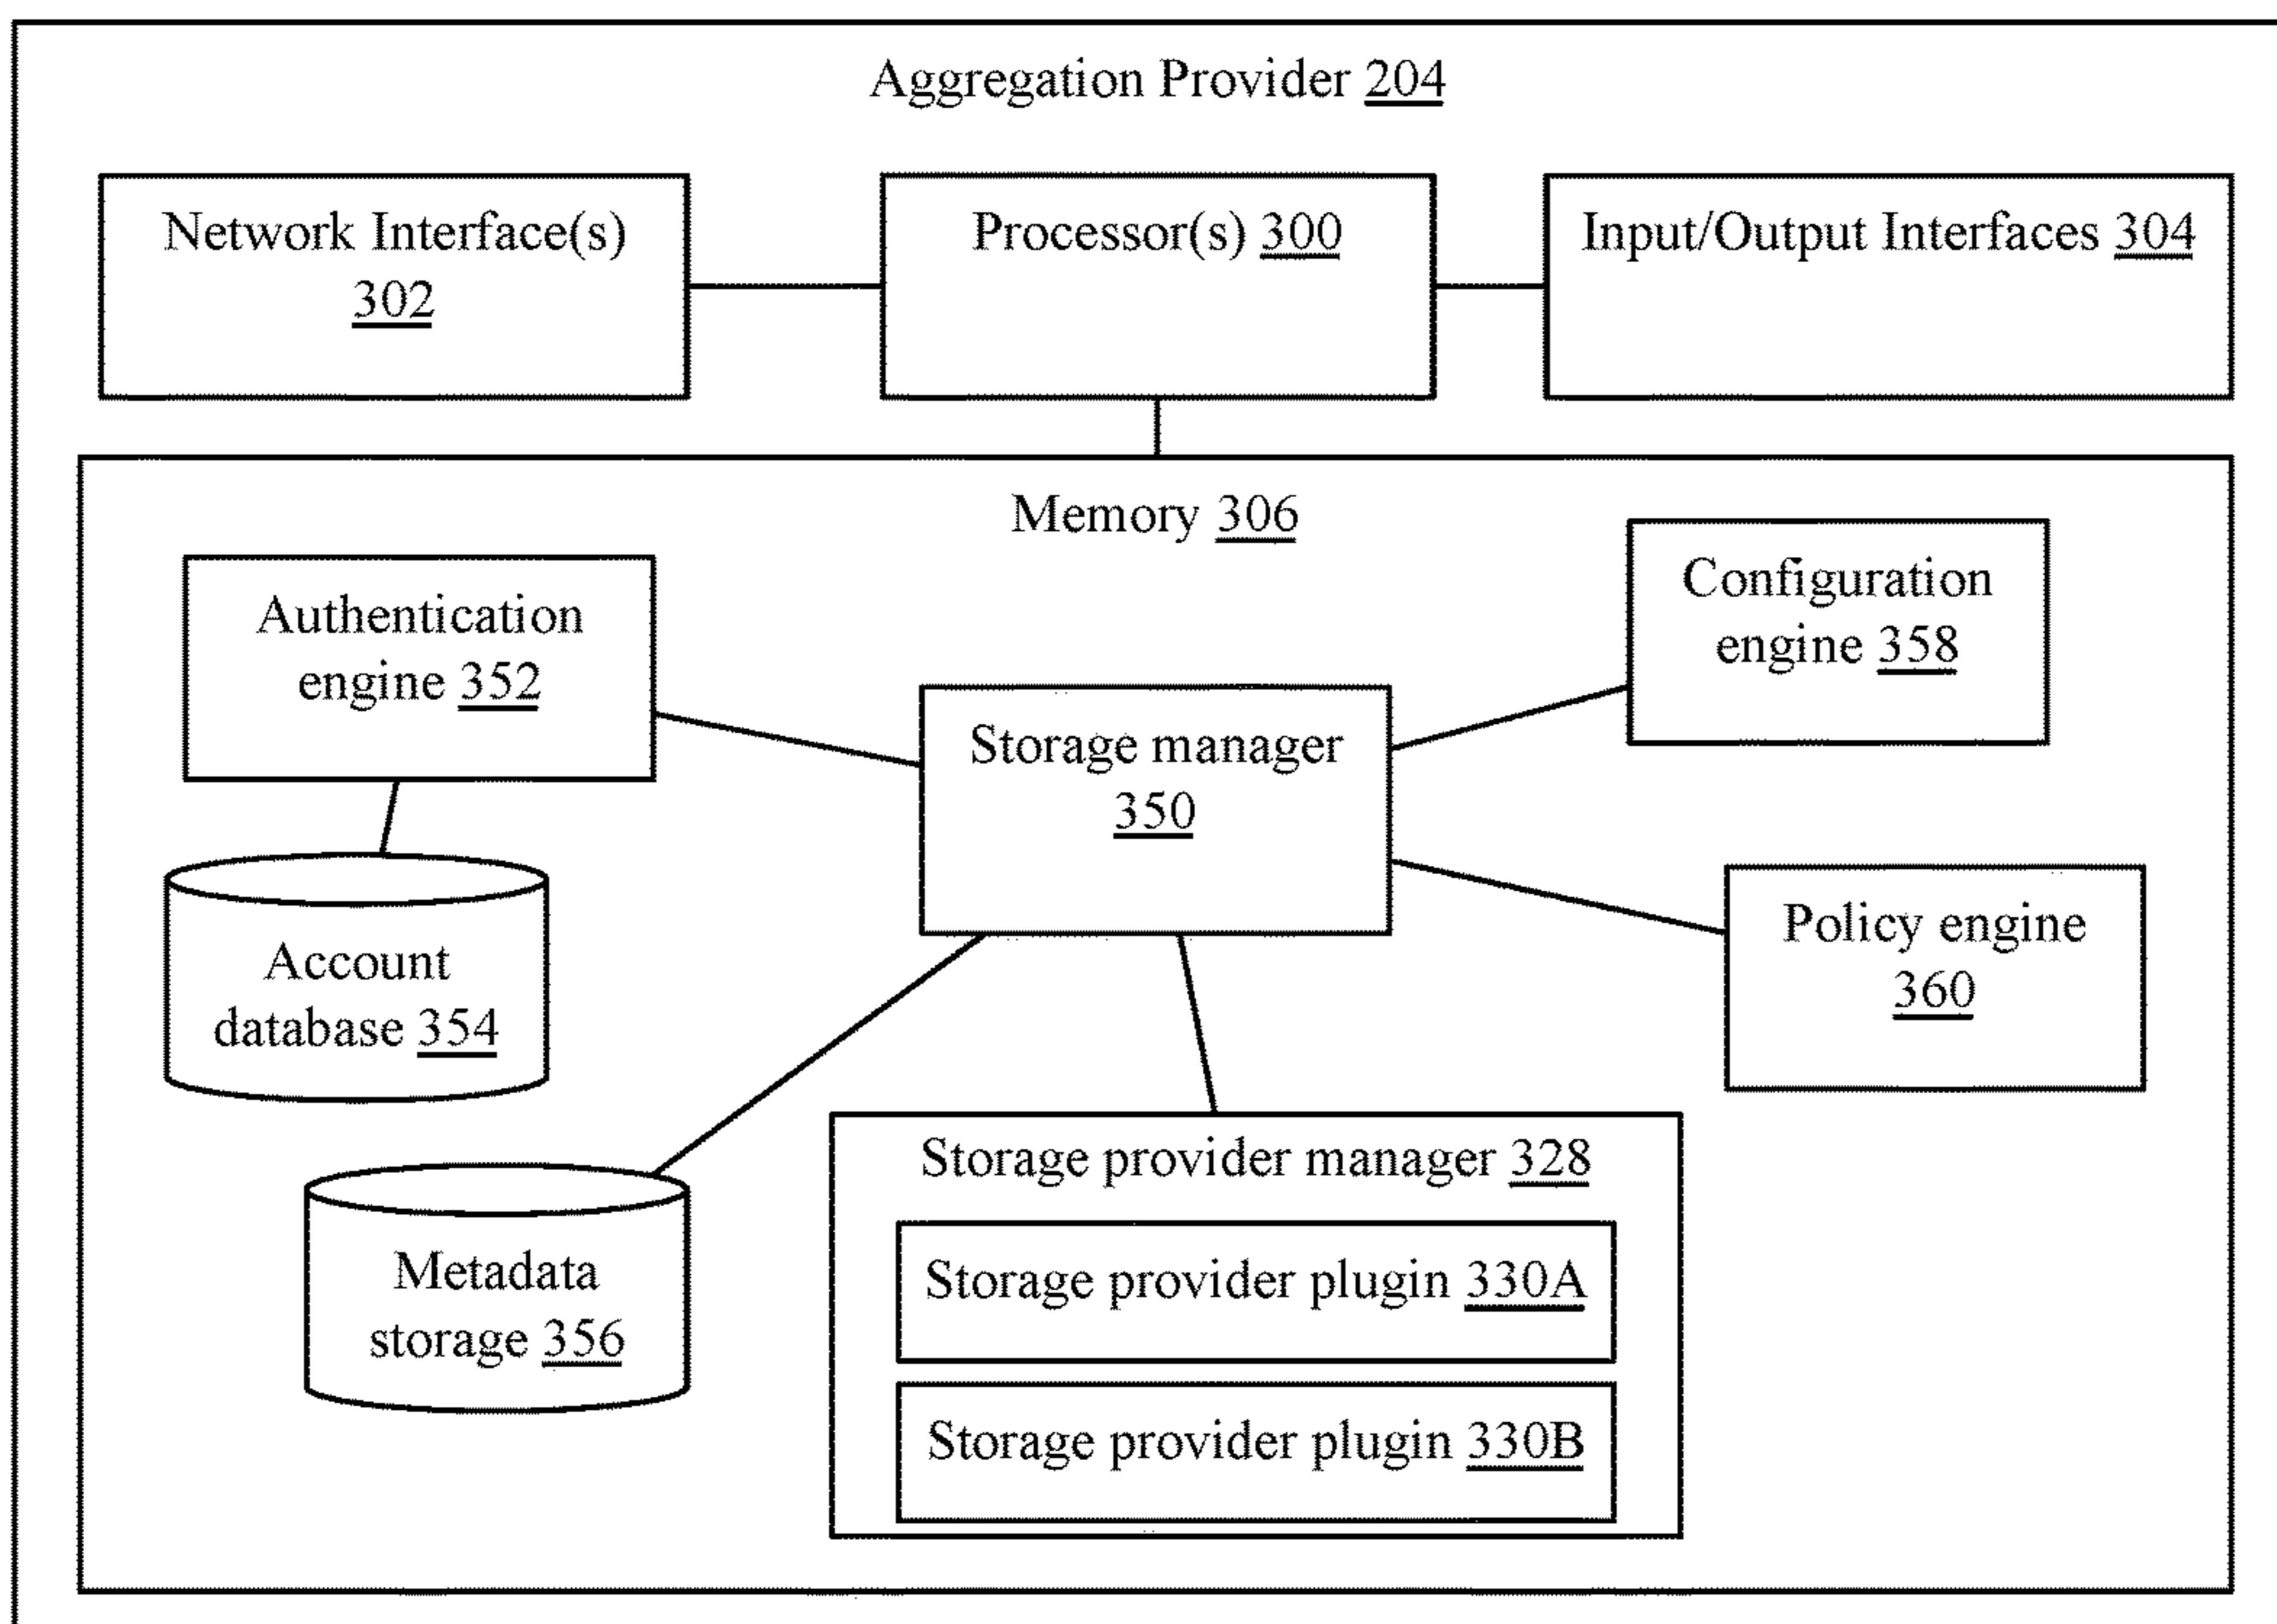 Aggregation Provider 204
Network Interface(s)
302
Processor(s) 300
Input/Output Interfaces 304
Memory 306
Authentication
engine 352
Configuration
engine 358
Storage manager
350
Account
database 354
Policy engine
360
Metadata
storage 356
Storage provider manager 328
Storage provider plugin 330A
Storage provider plugin 330B